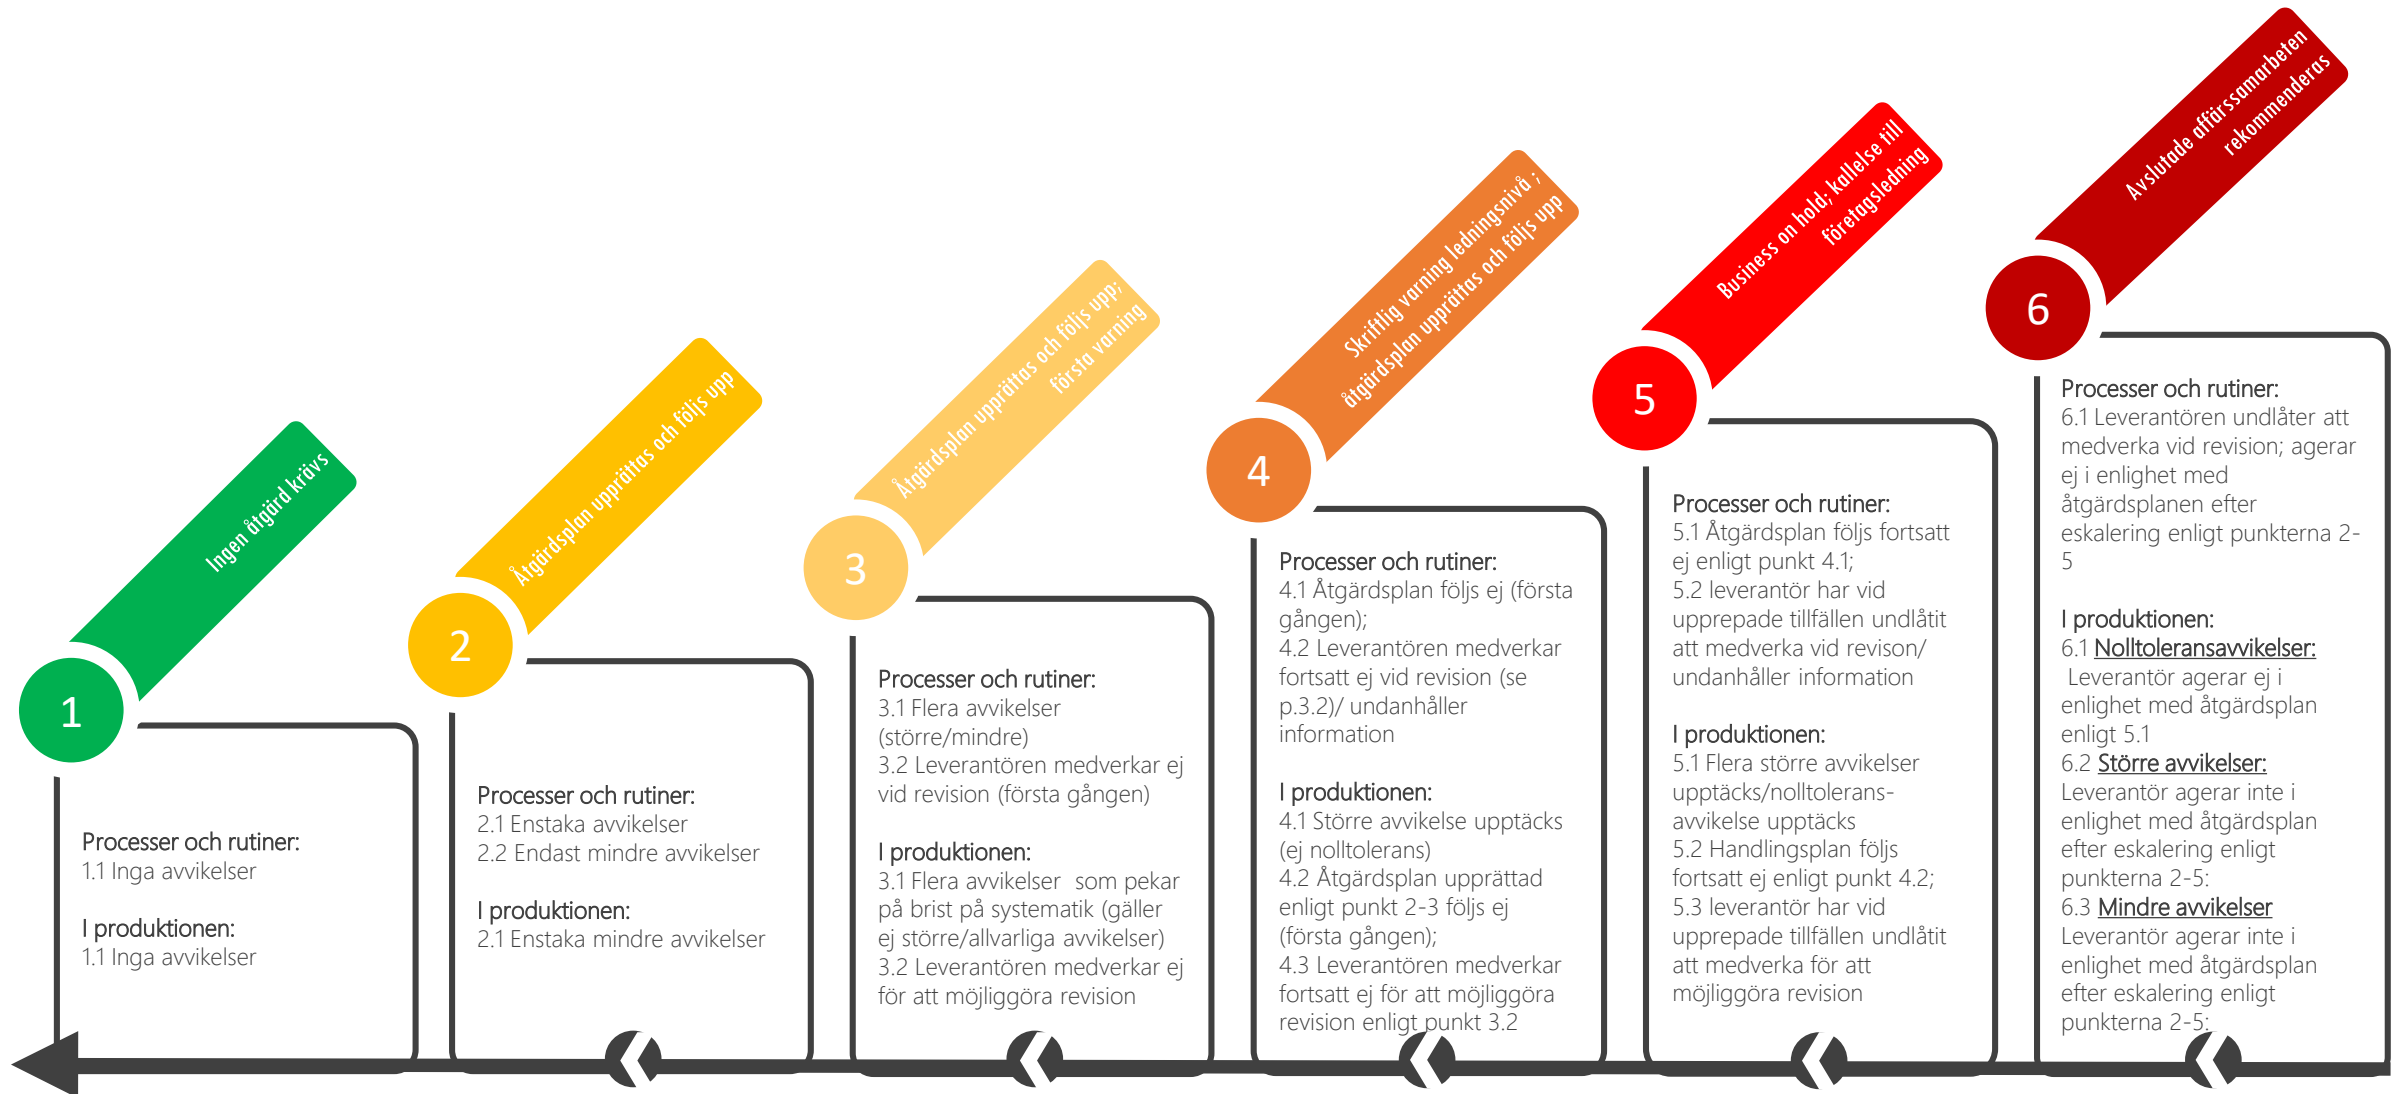 Ingen åtgärd krävs
1
Processer och rutiner:
1.1 Inga avvikelser
I produktionen:
1.1 Inga avvikelser
Åtgärdsplan upprättas och följs upp
2
Processer och rutiner:
2.1 Enstaka avvikelser
2.2 Endast mindre avvikelser
I produktionen:
2.1 Enstaka mindre avvikelser
Åtgärdsplan upprättas och följs upp;
första varning
3
Processer och rutiner:
3.1 Flera avvikelser
(större/mindre)
3.2 Leverantören medverkar ej
vid revision (första gången)
I produktionen:
3.1 Flera avvikelser  som pekar
på brist på systematik (gäller
ej större/allvarliga avvikelser)
3.2 Leverantören medverkar ej
för att möjliggöra revision
Skriftlig varning ledningsnivå ;
åtgärdsplan upprättas och följs upp
4
Processer och rutiner:
4.1 Åtgärdsplan följs ej (första
gången);
4.2 Leverantören medverkar
fortsatt ej vid revision (se
p.3.2)/ undanhåller
information
I produktionen:
4.1 Större avvikelse upptäcks
(ej nolltolerans)
4.2 Åtgärdsplan upprättad
enligt punkt 2-3 följs ej
(första gången);
4.3 Leverantören medverkar
fortsatt ej för att möjliggöra
revision enligt punkt 3.2
Business on hold; kallelse till
företagsledning
5
Processer och rutiner:
5.1 Åtgärdsplan följs fortsatt
ej enligt punkt 4.1;
5.2 leverantör har vid
upprepade tillfällen undlåtit
att medverka vid revison/
undanhåller information
I produktionen:
5.1 Flera större avvikelser
upptäcks/nolltolerans-
avvikelse upptäcks
5.2 Handlingsplan följs
fortsatt ej enligt punkt 4.2;
5.3 leverantör har vid
upprepade tillfällen undlåtit
att medverka för att
möjliggöra revision
Avslutade affärssamarbeten
rekommenderas
6
Processer och rutiner:
6.1 Leverantören undlåter att
medverka vid revision; agerar
ej i enlighet med
åtgärdsplanen efter
eskalering enligt punkterna 2-
5
I produktionen:
6.1 Nolltoleransavvikelser:
Leverantör agerar ej i
enlighet med åtgärdsplan
enligt 5.1
6.2 Större avvikelser:
Leverantör agerar inte i
enlighet med åtgärdsplan
efter eskalering enligt
punkterna 2-5:
6.3 Mindre avvikelser
Leverantör agerar inte i
enlighet med åtgärdsplan
efter eskalering enligt
punkterna 2-5: